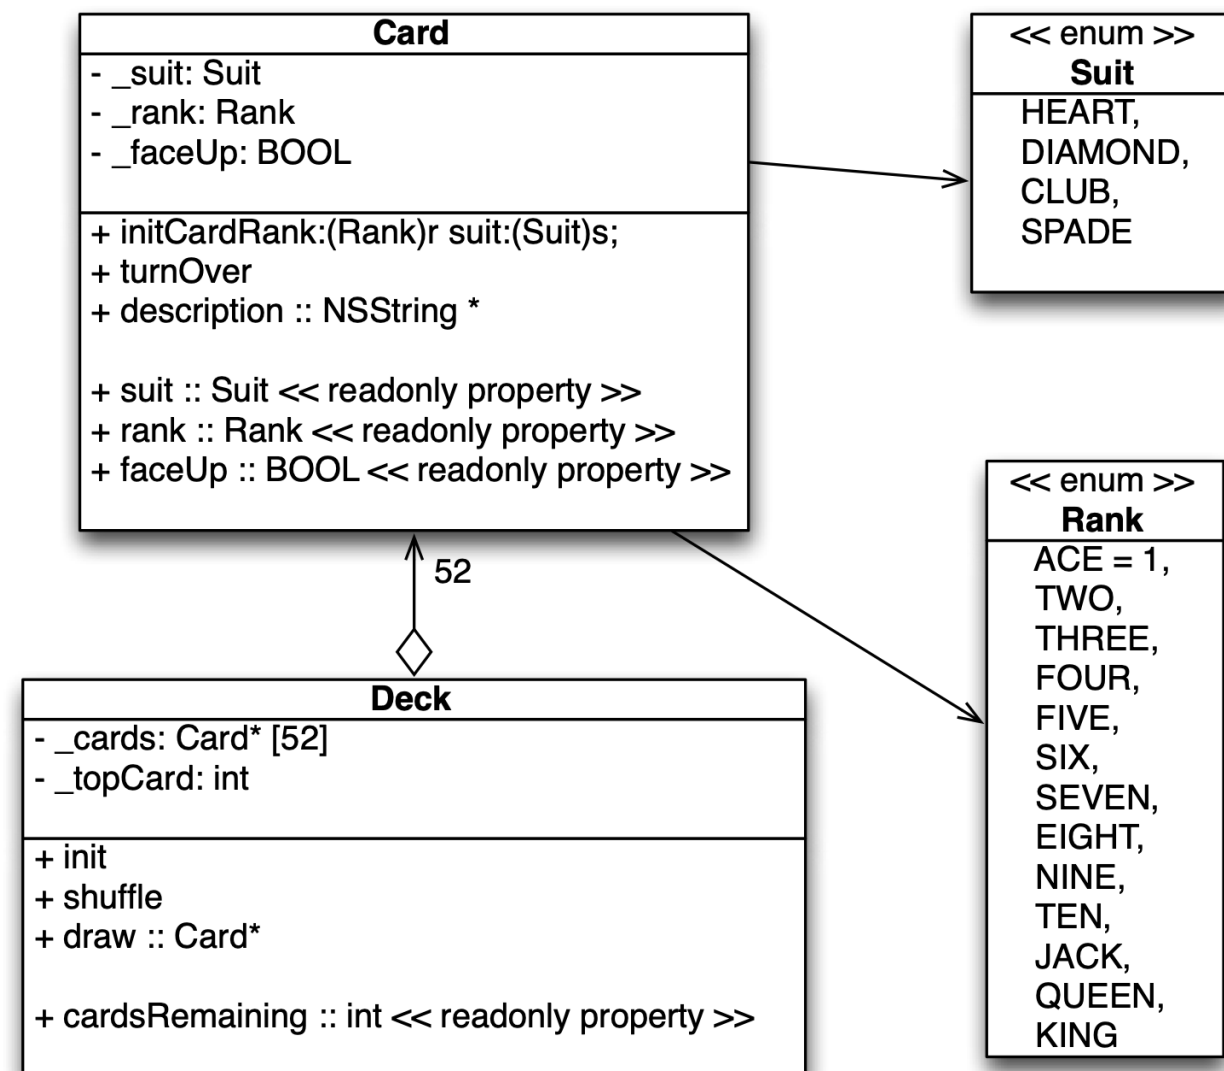 Card
- _suit: Suit
- _rank: Rank
- _faceUp: BOOL
+ initCardRank:(Rank)r suit:(Suit)s;
+ turnOver
+ description :: NSString *
+ suit :: Suit << readonly property >>
+ rank :: Rank << readonly property >>
+ faceUp :: BOOL << readonly property >>
<< enum >>
Suit
HEART,
DIAMOND,
CLUB,
SPADE
52
Deck
- _cards: Card* [52]
- _topCard: int
+ init
+ shuffle
+ draw :: Card*
+ cardsRemaining :: int << readonly property >>
<< enum >>
Rank
ACE = 1,
TWO,
THREE,
FOUR,
FIVE,
SIX,
SEVEN,
EIGHT,
NINE,
TEN,
JACK,
QUEEN,
KING